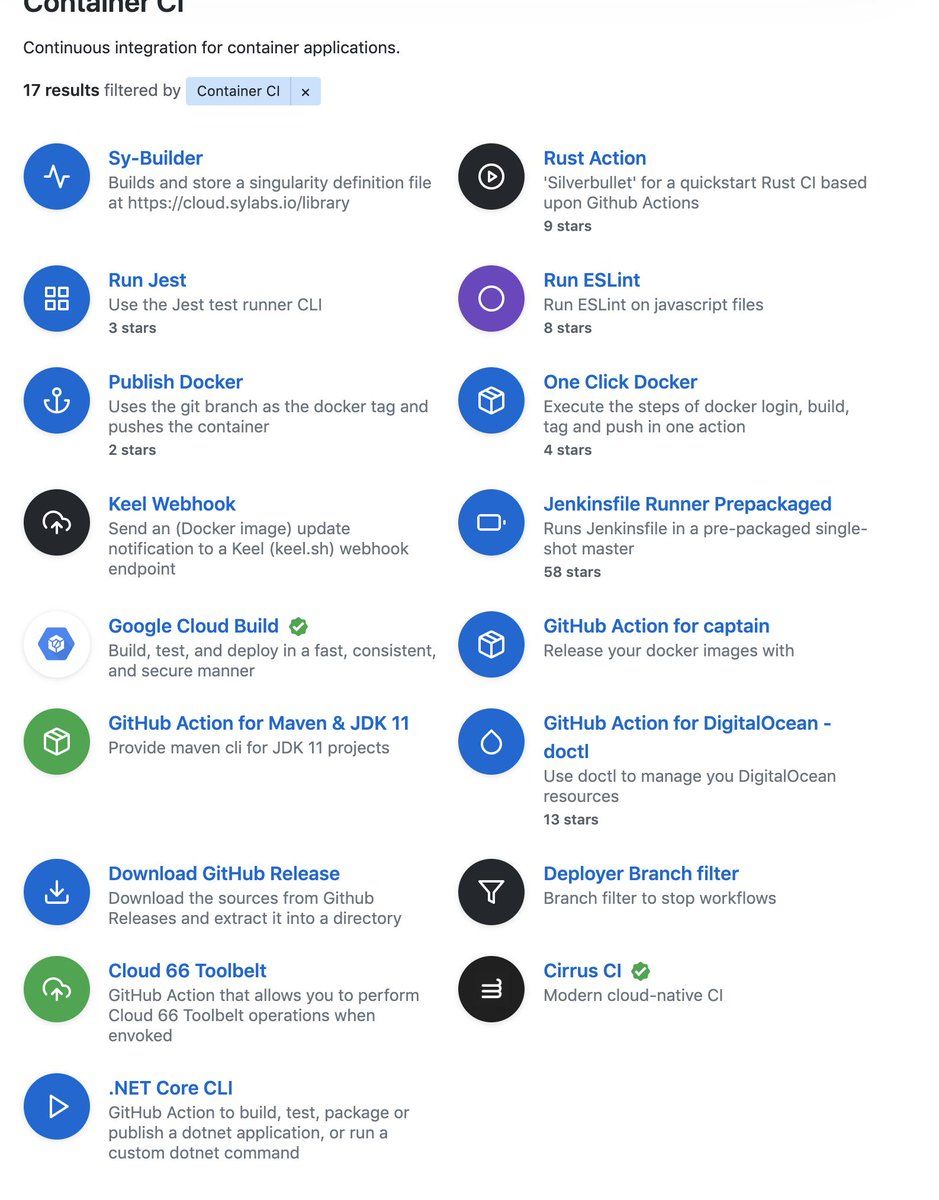 Container CI
Continuous integration for container applications.
17 results filtered by Container CI ×
Sy-Builder
Builds and store a singularity definition file
at https://cloud.sylabs.io/library
Rust Action
'Silverbullet' for a quickstart Rust CI based
upon Github Actions
9 stars
Run Jest
Use the Jest test runner CLI
3 stars
Run ESLint
Run ESLint on javascript files
8 stars
Publish Docker
Uses the git branch as the docker tag and
pushes the container
2 stars
One Click Docker
Execute the steps of docker login, build,
tag and push in one action
4 stars
Keel Webhook
Send an (Docker image) update
notification to a Keel (keel.sh) webhook
endpoint
Jenkinsfile Runner Prepackaged
Runs Jenkinsfile in a pre-packaged single-
shot master
58 stars
Google Cloud Build
Build, test, and deploy in a fast, consistent,
and secure manner
GitHub Action for captain
Release your docker images with
GitHub Action for Maven & JDK 11
Provide maven cli for JDK 11 projects
GitHub Action for DigitalOcean -
doctl
Use doctl to manage you DigitalOcean
resources
13 stars
Download GitHub Release
Download the sources from Github
Releases and extract it into a directory
Deployer Branch filter
Branch filter to stop workflows
Cloud 66 Toolbelt
GitHub Action that allows you to perform
Cloud 66 Toolbelt operations when
envoked
Cirrus CI
Modern cloud-native CI
.NET Core CLI
GitHub Action to build, test, package or
publish a dotnet application, or run a
custom dotnet command